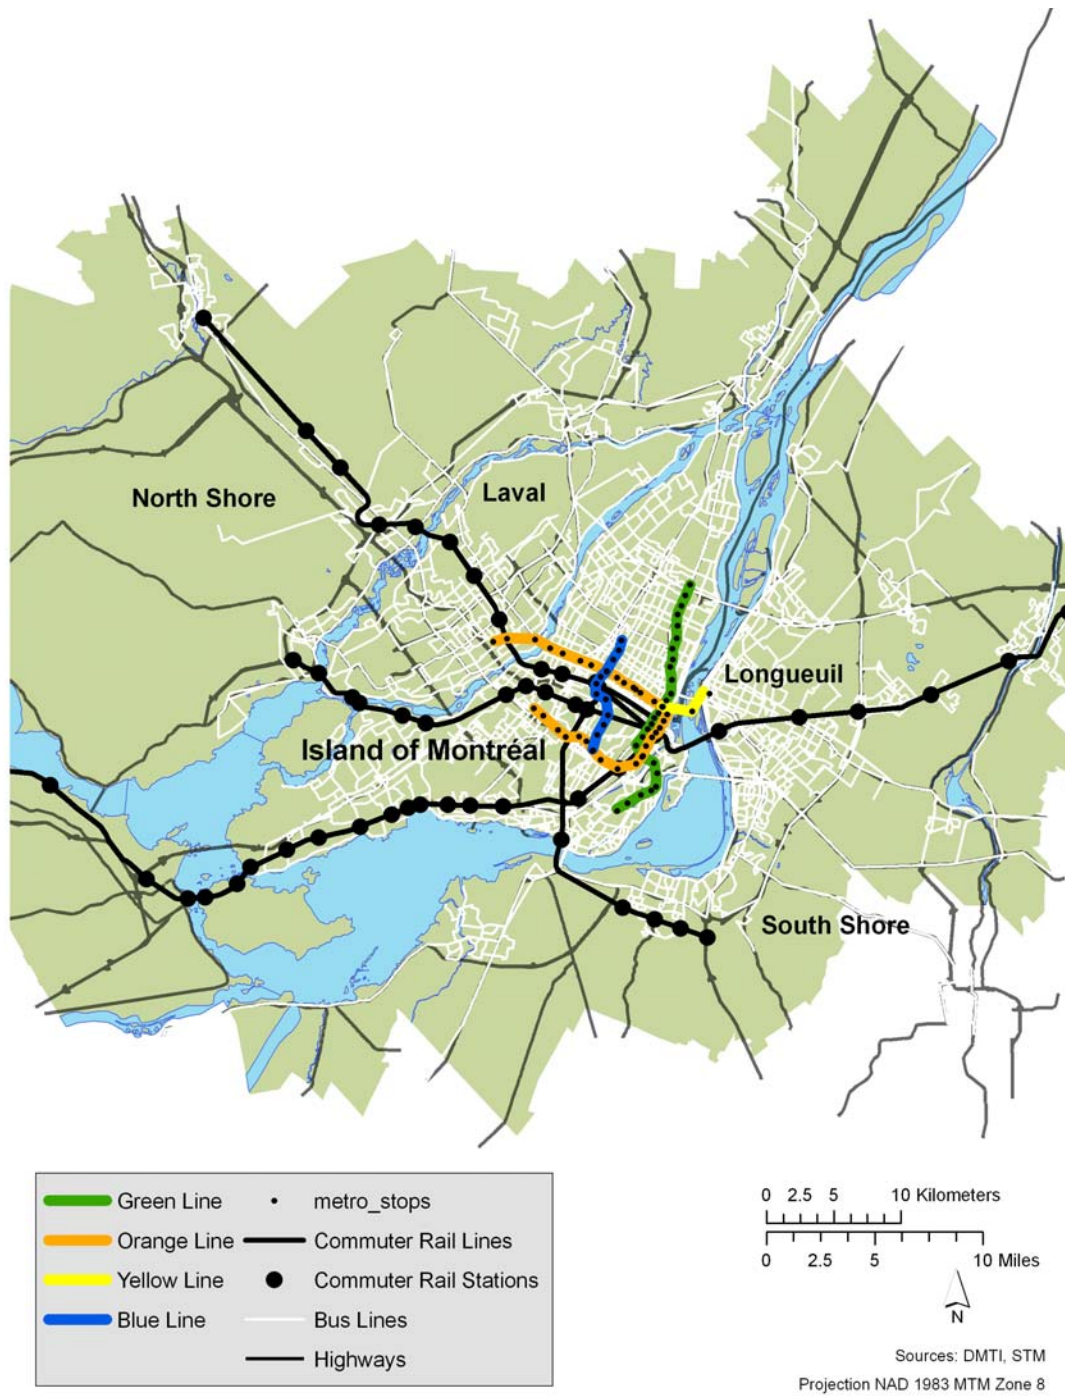 North Shore
Laval
Longueuil
Island of Montréal
South Shore
Green Line
metro_stops
Orange Line
Commuter Rail Lines
Yellow Line
Commuter Rail Stations
Blue Line
Bus Lines
Highways
0 2.5 5 10 Kilometers
0 2.5 5 10 Miles
N
Sources: DMTI, STM
Projection NAD 1983 MTM Zone 8